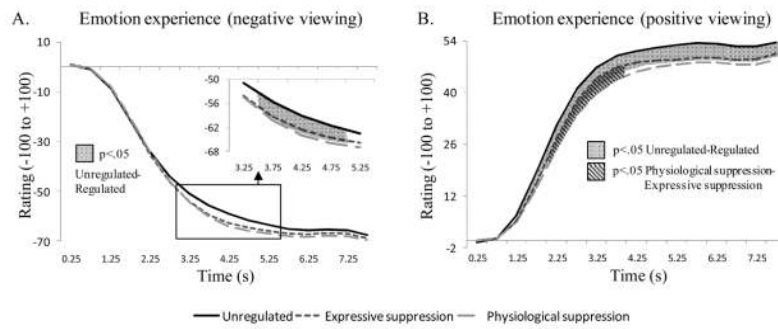 A. Emotion experience (negative viewing)
Rating (-100 to +100)
10
-10
-30
-50
-70
p<.05
Unregulated-
Regulated
-50
-56
-62
-68
3.25 3.75 4.25 4.75 5.25
0.25 1.25 2.25 3.25 4.25 5.25 6.25 7.25
Time (s)
B. Emotion experience (positive viewing)
Rating (-100 to +100)
54
40
26
12
-2
p<.05 Unregulated-Regulated
p<.05 Physiological suppression-
Expressive suppression
0.25 1.25 2.25 3.25 4.25 5.25 6.25 7.25
Time (s)
Unregulated Expressive suppression Physiological suppression